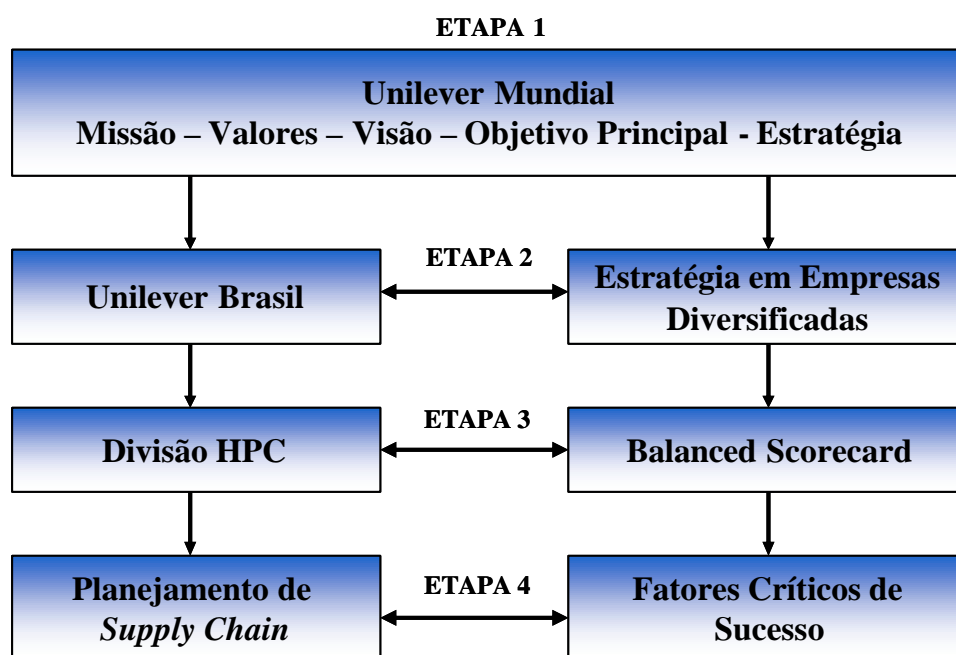 ETAPA 1
Unilever Mundial
Missão – Valores – Visão – Objetivo Principal - Estratégia
Unilever Brasil
ETAPA 2
Estratégia em Empresas
Diversificadas
Divisão HPC
ETAPA 3
Balanced Scorecard
Planejamento de
Supply Chain
ETAPA 4
Fatores Críticos de
Sucesso